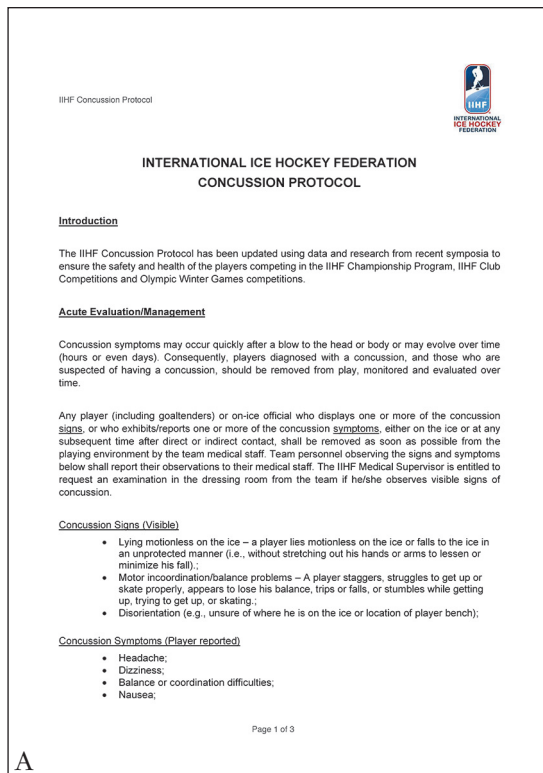 IIHF Concussion Protocol
IIHF
INTERNATIONAL
ICE HOCKEY
FEDERATION
INTERNATIONAL ICE HOCKEY FEDERATION
CONCUSSION PROTOCOL
Introduction
The IIHF Concussion Protocol has been updated using data and research from recent symposia to
ensure the safety and health of the players competing in the IIHF Championship Program, IIHF Club
Competitions and Olympic Winter Games competitions.
Acute Evaluation/Management
Concussion symptoms may occur quickly after a blow to the head or body or may evolve over time
(hours or even days). Consequently, players diagnosed with a concussion, and those who are
suspected of having a concussion, should be removed from play, monitored and evaluated over
time.
Any player (including goaltenders) or on-ice official who displays one or more of the concussion
signs, or who exhibits/reports one or more of the concussion symptoms, either on the ice or at any
subsequent time after direct or indirect contact, shall be removed as soon as possible from the
playing environment by the team medical staff. Team personnel observing the signs and symptoms
below shall report their observations to their medical staff. The IIHF Medical Supervisor is entitled to
request an examination in the dressing room from the team if he/she observes visible signs of
concussion.
Concussion Signs (Visible)
• Lying motionless on the ice – a player lies motionless on the ice or falls to the ice in
an unprotected manner (i.e., without stretching out his hands or arms to lessen or
minimize his fall).;
• Motor incoordination/balance problems – A player staggers, struggles to get up or
skate properly, appears to lose his balance, trips or falls, or stumbles while getting
up, trying to get up, or skating.;
• Disorientation (e.g., unsure of where he is on the ice or location of player bench);
Concussion Symptoms (Player reported)
• Headache;
• Dizziness;
• Balance or coordination difficulties;
• Nausea;
Page 1 of 3
A